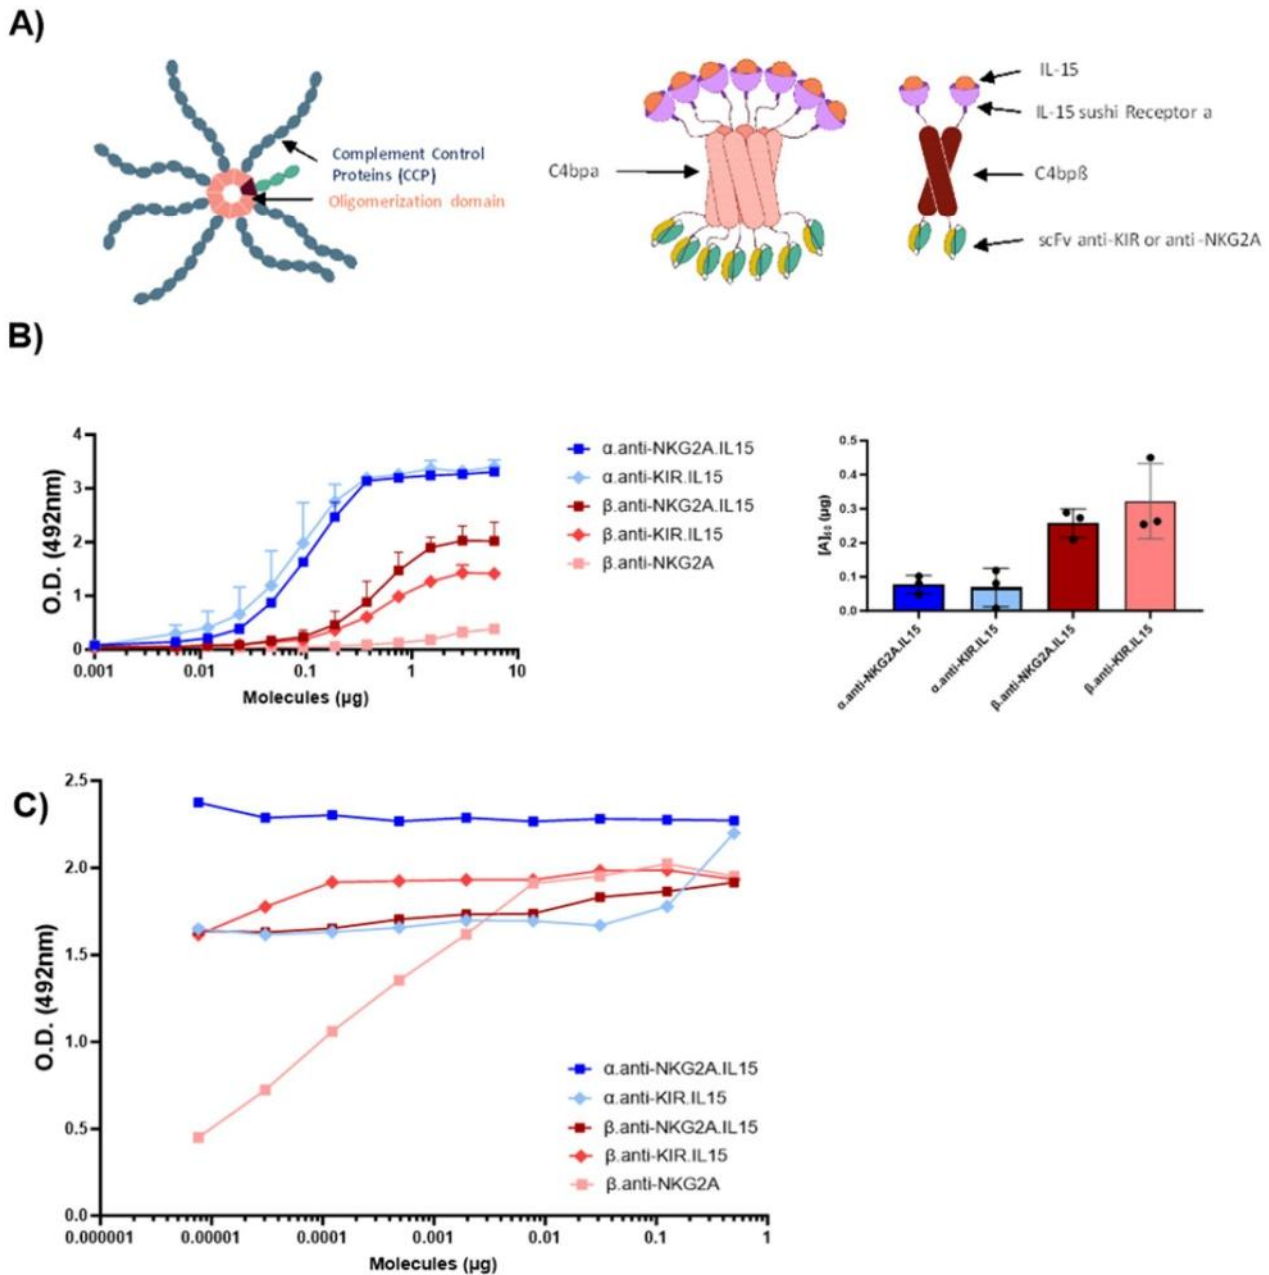 A)
Complement Control
Proteins (CCP)
Oligomerization domain
C4bpa
IL-15
IL-15 sushi Receptor a
C4bpß
scFv anti-KIR or anti-NKG2A
B)
O.D. (492nm)
4
3
2
1
0
0.001
0.01
0.1
1
10
Molecules (µg)
α.anti-NKG2A.IL15
α.anti-KIR.IL15
β.anti-NKG2A.IL15
β.anti-KIR.IL15
β.anti-NKG2A
[A]₅₀ (µg)
0.5
0.4
0.3
0.2
0.1
0.0
α.anti-NKG2A.IL15
α.anti-KIR.IL15
β.anti-NKG2A.IL15
β.anti-KIR.IL15
C)
O.D. (492nm)
2.5
2.0
1.5
1.0
0.5
0.0
0.000001
0.00001
0.0001
0.001
0.01
0.1
1
Molecules (µg)
α.anti-NKG2A.IL15
α.anti-KIR.IL15
β.anti-NKG2A.IL15
β.anti-KIR.IL15
β.anti-NKG2A